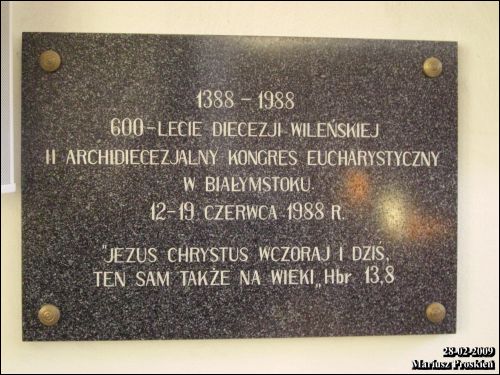 1388 - 1988
600-LECIE DIECEZJI WILEŃSKIEJ
II ARCHIDIECEZJALNY KONGRES EUCHARYSTYCZNY
W BIAŁYMSTOKU
12-19. CZERWCA 1988 R.
"JEZUS CHRYSTUS WCZORAJ I DZIS,
TEN SAM TAKŻE NA WIEKI,, Hbr. 13,8
28-02-2009
Mariusz Proskień